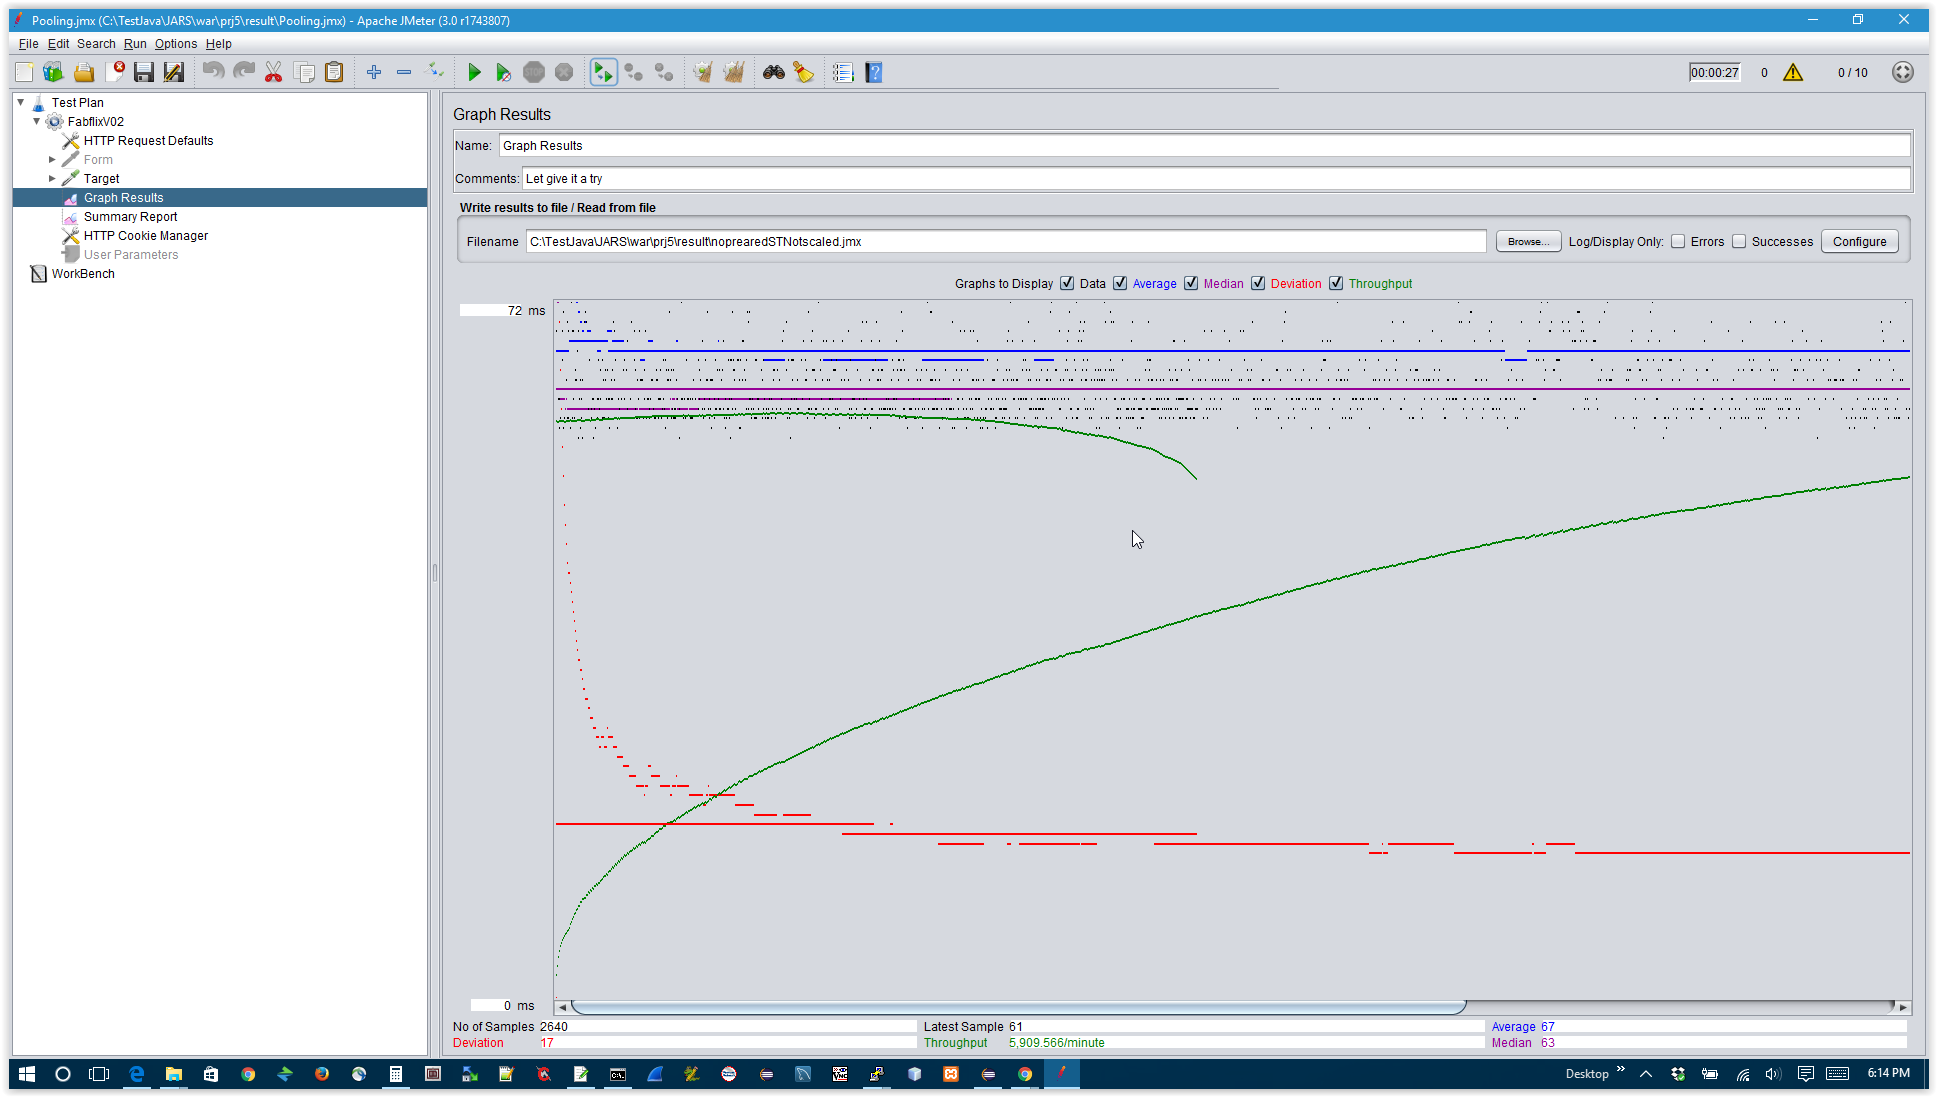 Pooling.jmx (C:\TestJava\JARS\war\prj5\result\Pooling.jmx) - Apache JMeter (3.0 r1743807)
File Edit Search Run Options Help
00:00:27 0 0 / 10
Test Plan
FabflixV02
HTTP Request Defaults
Form
Target
Graph Results
Summary Report
HTTP Cookie Manager
User Parameters
WorkBench
Graph Results
Name: Graph Results
Comments: Let give it a try
Write results to file / Read from file
Filename C:\TestJava\JARS\war\prj5\result\noprearedSTNotscaled.jmx Browse... Log/Display Only: Errors Successes Configure
Graphs to Display Data Average Median Deviation Throughput
72 ms
0 ms
No of Samples 2640 Latest Sample 61 Average 67
Deviation 17 Throughput 5,909.566/minute Median 63
Desktop 6:14 PM